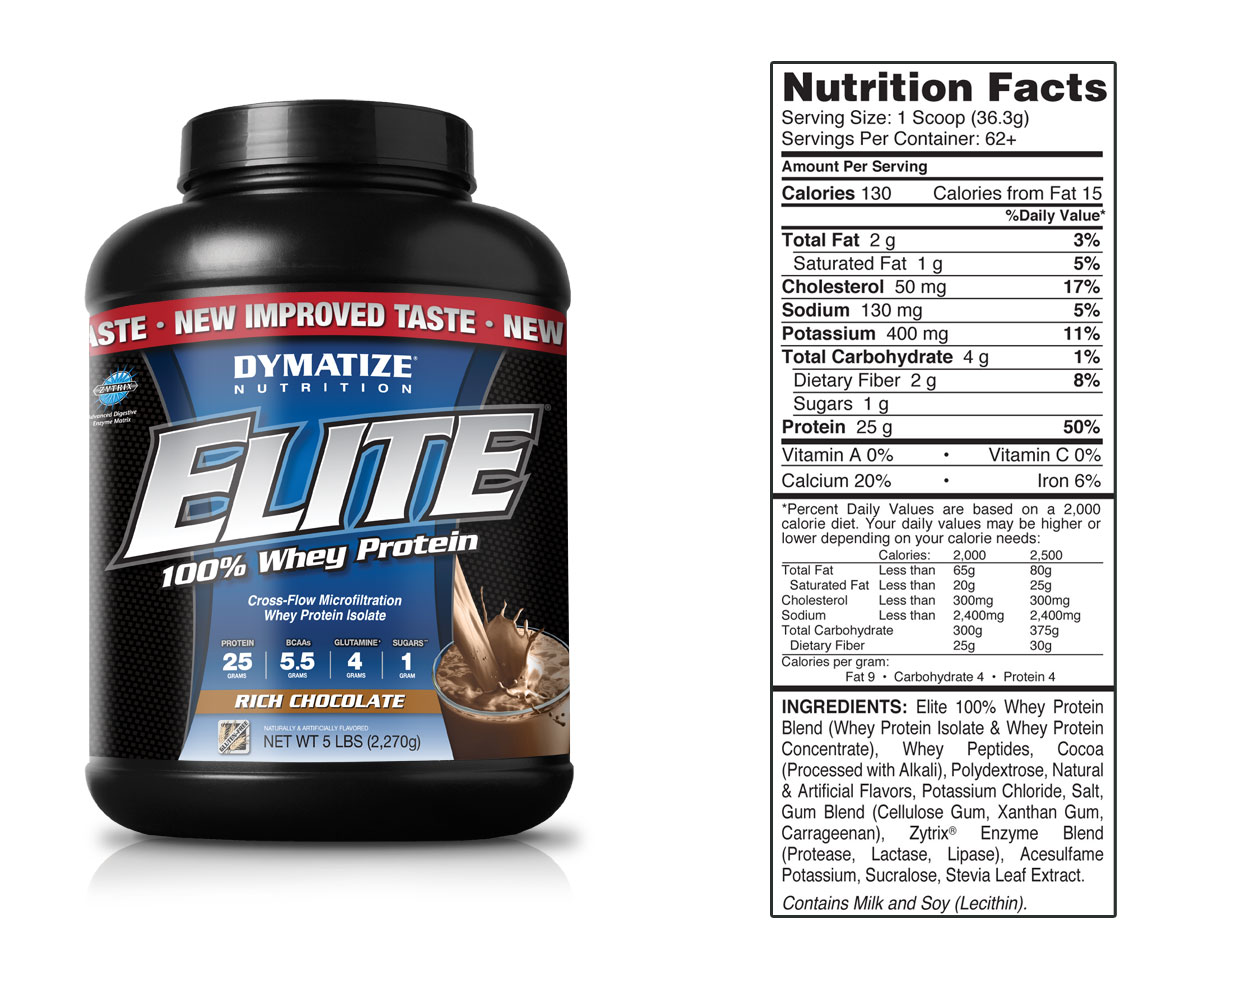 ASTE • NEW IMPROVED TASTE • NEW
DYMATIZE®
NUTRITION
ZYTRIX
Advanced Digestive
Enzyme Matrix
ELITE
100% Whey Protein
Cross-Flow Microfiltration
Whey Protein Isolate
PROTEIN BCAAs GLUTAMINE* SUGARS**
25 5.5 4 1
GRAMS GRAMS GRAMS GRAM
RICH CHOCOLATE
GLUTEN FREE
NATURALLY & ARTIFICIALLY FLAVORED
NET WT 5 LBS (2,270g)
Nutrition Facts
Serving Size: 1 Scoop (36.3g)
Servings Per Container: 62+
Amount Per Serving
Calories 130 Calories from Fat 15
%Daily Value*
Total Fat 2 g 3%
Saturated Fat 1 g 5%
Cholesterol 50 mg 17%
Sodium 130 mg 5%
Potassium 400 mg 11%
Total Carbohydrate 4 g 1%
Dietary Fiber 2 g 8%
Sugars 1 g
Protein 25 g 50%
Vitamin A 0% • Vitamin C 0%
Calcium 20% • Iron 6%
*Percent Daily Values are based on a 2,000
calorie diet. Your daily values may be higher or
lower depending on your calorie needs:
Calories: 2,000 2,500
Total Fat Less than 65g 80g
Saturated Fat Less than 20g 25g
Cholesterol Less than 300mg 300mg
Sodium Less than 2,400mg 2,400mg
Total Carbohydrate 300g 375g
Dietary Fiber 25g 30g
Calories per gram:
Fat 9 • Carbohydrate 4 • Protein 4
INGREDIENTS: Elite 100% Whey Protein
Blend (Whey Protein Isolate & Whey Protein
Concentrate), Whey Peptides, Cocoa
(Processed with Alkali), Polydextrose, Natural
& Artificial Flavors, Potassium Chloride, Salt,
Gum Blend (Cellulose Gum, Xanthan Gum,
Carrageenan), Zytrix® Enzyme Blend
(Protease, Lactase, Lipase), Acesulfame
Potassium, Sucralose, Stevia Leaf Extract.
Contains Milk and Soy (Lecithin).